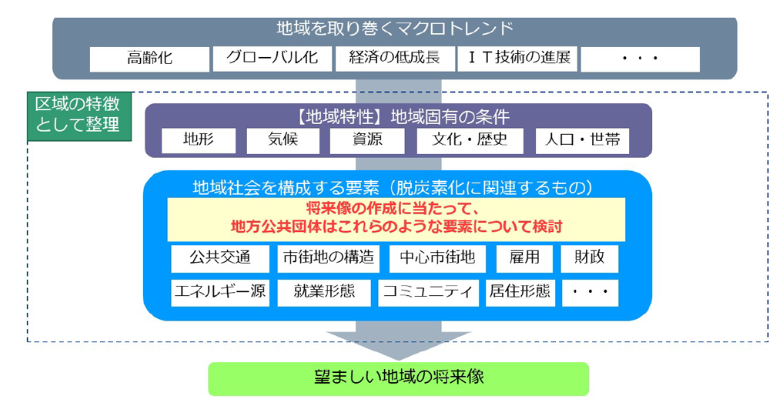 地域を取り巻くマクロトレンド
高齢化 グローバル化 経済の低成長 IT技術の進展 ・・・
区域の特徴
として整理
【地域特性】地域固有の条件
地形 気候 資源 文化・歴史 人口・世帯
地域社会を構成する要素（脱炭素化に関連するもの）
将来像の作成に当たって、
地方公共団体はこれらのような要素について検討
公共交通 市街地の構造 中心市街地 雇用 財政
エネルギー源 就業形態 コミュニティ 居住形態 ・・・
望ましい地域の将来像